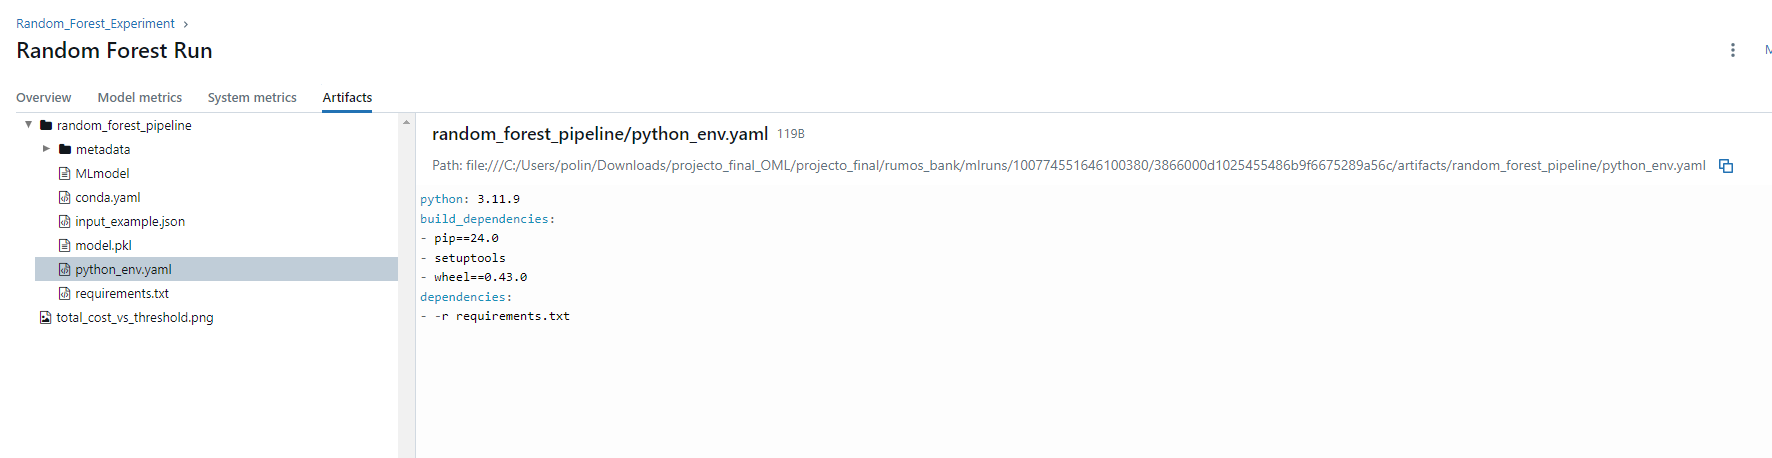 Random_Forest_Experiment ›
Random Forest Run
M
Overview Model metrics System metrics Artifacts
random_forest_pipeline
metadata
MLmodel
conda.yaml
input_example.json
model.pkl
python_env.yaml
requirements.txt
total_cost_vs_threshold.png
random_forest_pipeline/python_env.yaml 119B
Path: file:///C:/Users/polin/Downloads/projecto_final_OML/projecto_final/rumos_bank/mlruns/100774551646100380/3866000d1025455486b9f6675289a56c/artifacts/random_forest_pipeline/python_env.yaml
python: 3.11.9
build_dependencies:
- pip==24.0
- setuptools
- wheel==0.43.0
dependencies:
- -r requirements.txt